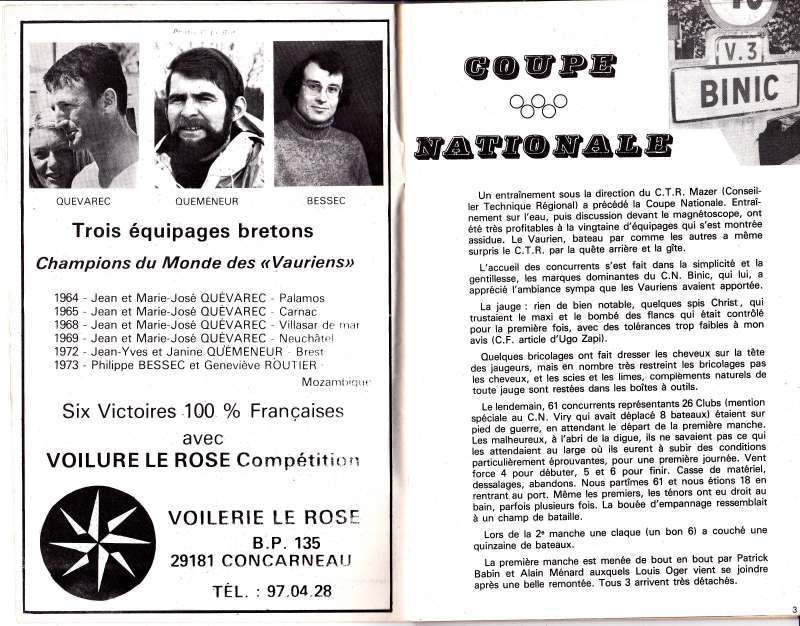 QUEVAREC
QUEMÉNEUR
BESSEC
Trois équipages bretons
Champions du Monde des «Vauriens»
1964 - Jean et Marie-José QUÉVAREC - Palamos
1965 - Jean et Marie-José QUÉVAREC - Carnac
1968 - Jean et Marie-José QUÉVAREC - Villasar de mar
1969 - Jean et Marie-José QUÉVAREC - Neuchâtel
1972 - Jean-Yves et Janine QUÉMENEUR - Brest
1973 - Philippe BESSEC et Geneviève ROUTIER -
Mozambique
Six Victoires 100 % Françaises
avec
VOILURE LE ROSE Compétition
VOILERIE LE ROSE
B.P. 135
29181 CONCARNEAU
TÉL. : 97.04.28
COUPE
NATIONALE
V.3
BINIC
Un entraînement sous la direction du C.T.R. Mazer (Conseil-
ler Technique Régional) a précédé la Coupe Nationale. Entraî-
nement sur l'eau, puis discussion devant le magnétoscope, ont
été très profitables à la vingtaine d'équipages qui s'est montrée
assidue. Le Vaurien, bateau par comme les autres a même
surpris le C.T.R. par la quête arrière et la gîte.
L'accueil des concurrents s'est fait dans la simplicité et la
gentillesse, les marques dominantes du C.N. Binic, qui lui, a
apprécié l'ambiance sympa que les Vauriens avaient apportée.
La jauge : rien de bien notable, quelques spis Christ, qui
trustaient le maxi et le bombé des flancs qui était contrôlé
pour la première fois, avec des tolérances trop faibles à mon
avis (C.F. article d'Ugo Zapi).
Quelques bricolages ont fait dresser les cheveux sur la tête
des jaugeurs, mais en nombre très restreint les bricolages pas
les cheveux, et les scies et les limes, compléments naturels de
toute jauge sont restées dans les boîtes à outils.
Le lendemain, 61 concurrents représentants 26 Clubs (mention
spéciale au C.N. Viry qui avait déplacé 8 bateaux) étaient sur
pied de guerre, en attendant le départ de la première manche.
Les malheureux, à l'abri de la digue, ils ne savaient pas ce qui
les attendaient au large où ils eurent à subir des conditions
particulièrement éprouvantes, pour une première journée. Vent
force 4 pour débuter, 5 et 6 pour finir. Casse de matériel,
dessalages, abandons. Nous partîmes 61 et nous étions 18 en
rentrant au port. Même les premiers, les ténors ont eu droit au
bain, parfois plusieurs fois. La bouée d'empannage ressemblait
à un champ de bataille.
Lors de la 2e manche une claque (un bon 6) a couché une
quinzaine de bateaux.
La première manche est menée de bout en bout par Patrick
Babin et Alain Ménard auxquels Louis Oger vient se joindre
après une belle remontée. Tous 3 arrivent très détachés.
3